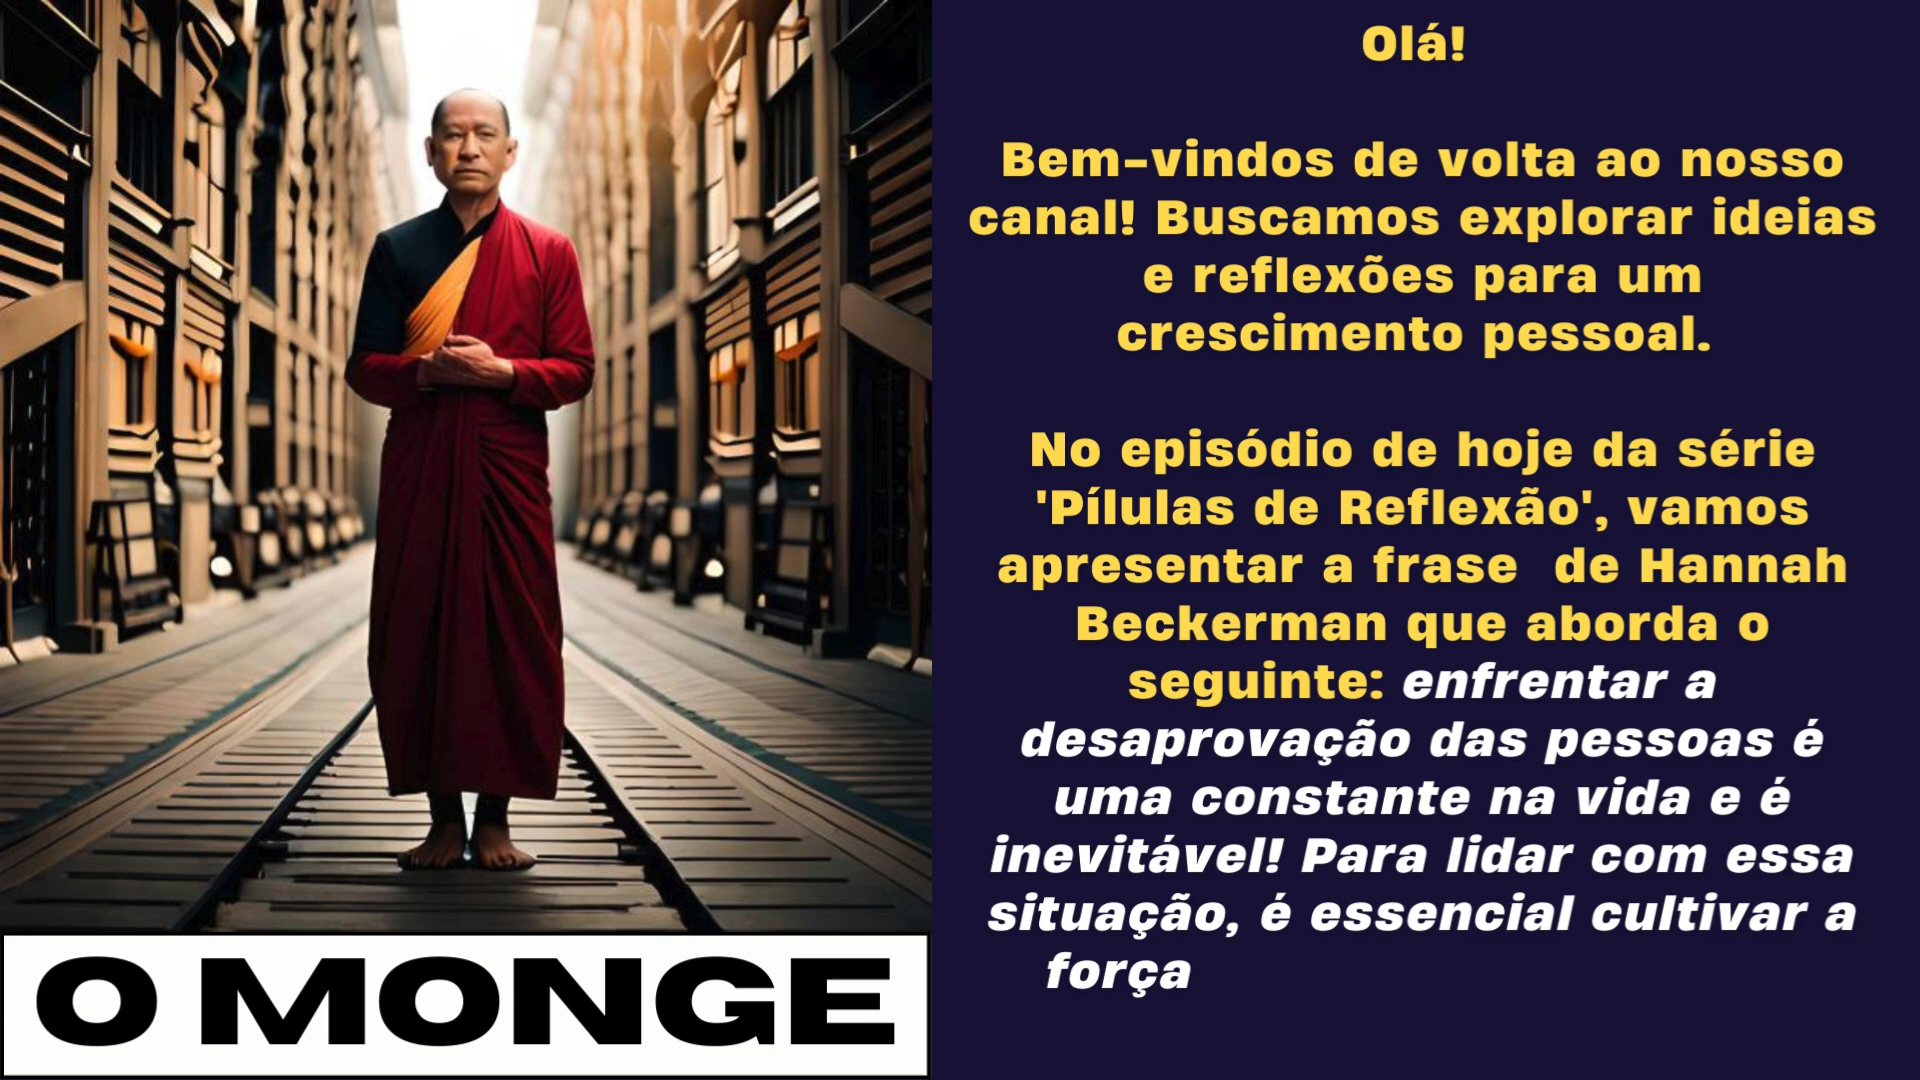 O MONGE
Olá!
Bem-vindos de volta ao nosso
canal! Buscamos explorar ideias
e reflexões para um
crescimento pessoal.
No episódio de hoje da série
'Pílulas de Reflexão', vamos
apresentar a frase  de Hannah
Beckerman que aborda o
seguinte: enfrentar a
desaprovação das pessoas é
uma constante na vida e é
inevitável! Para lidar com essa
situação, é essencial cultivar a
força